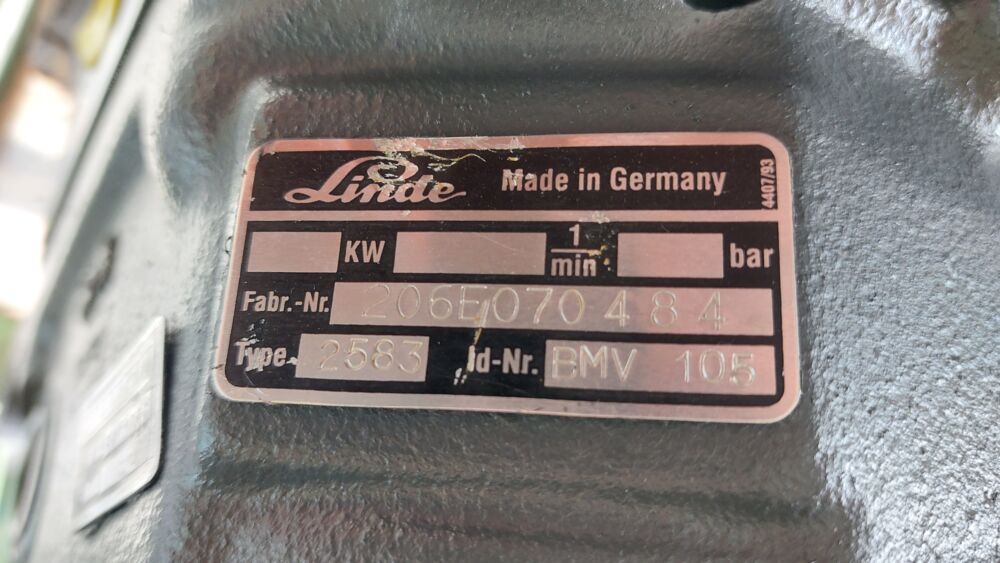 Linde Made in Germany
4407/93
KW 1/min bar
Fabr.-Nr. 206E070484
Type 2583 Id-Nr. BMV 105